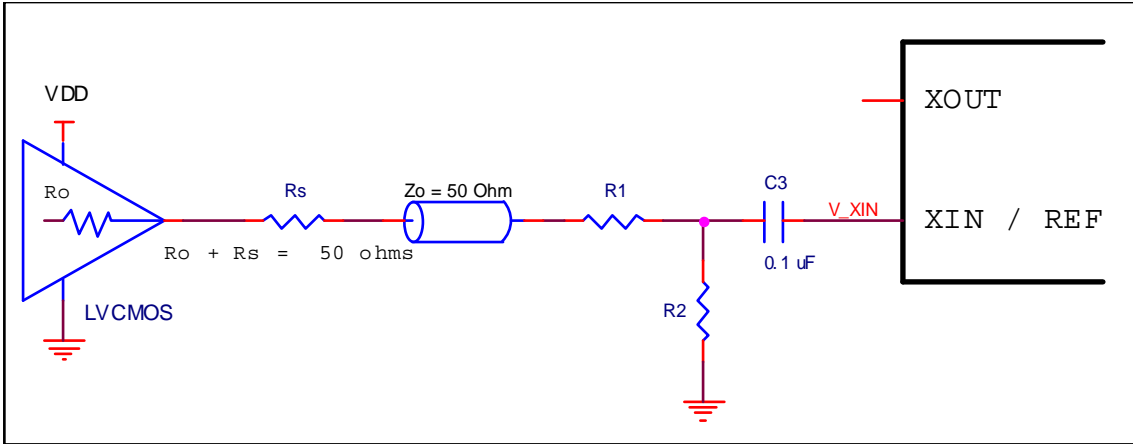 VDD
XOUT
Ro
Rs
Zo = 50 Ohm
R1
C3
V_XIN
XIN / REF
Ro + Rs = 50 ohms
0.1 uF
LVCMOS
R2